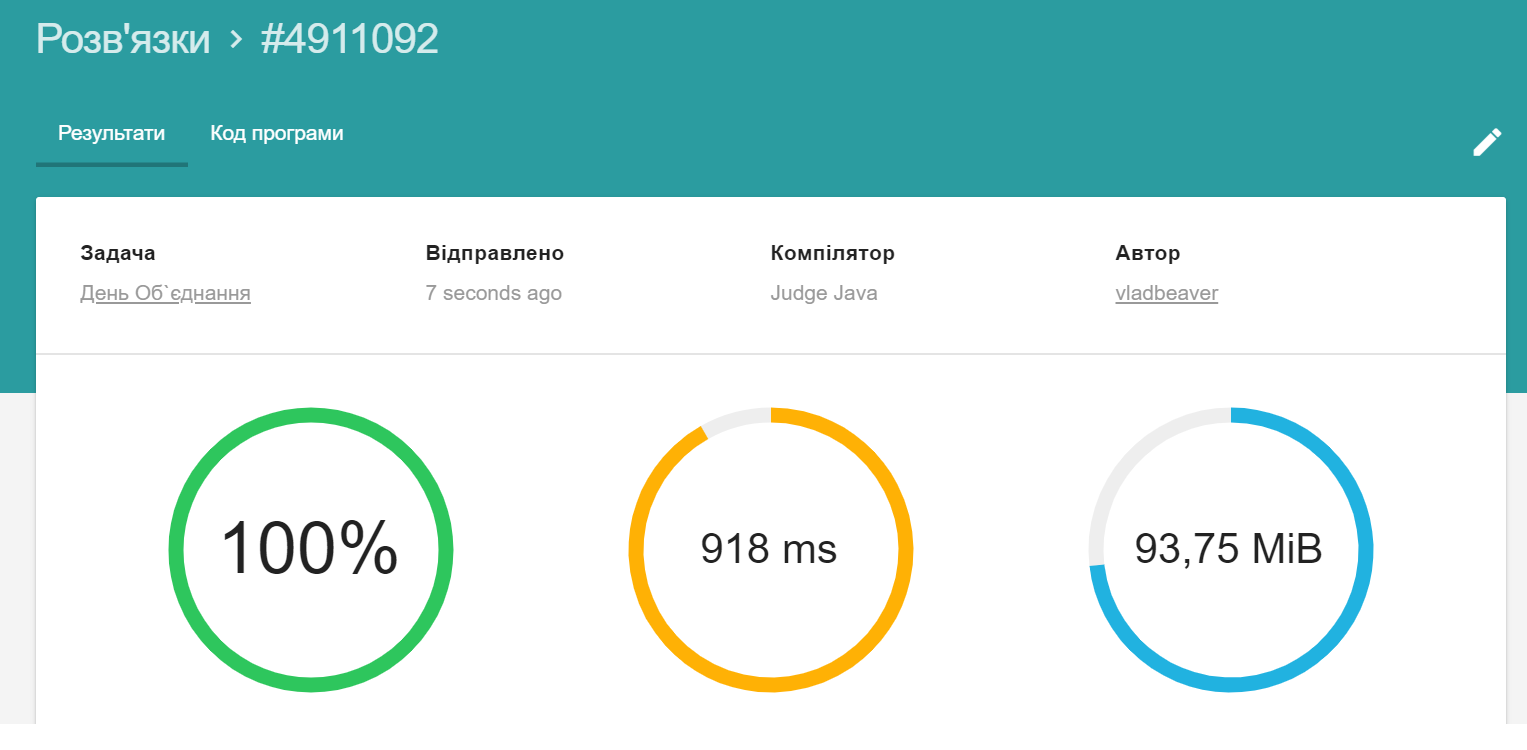 Розв'язки > #4911092
Результати Код програми
Задача Відправлено Компілятор Автор
День Об`єднання 7 seconds ago Judge Java vladbeaver
100% 918 ms 93,75 MiB